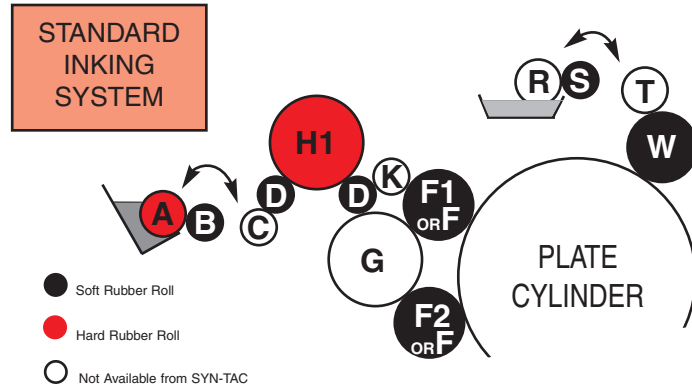 STANDARD
INKING
SYSTEM
R S
T
H1
W
D D K F1
OR F
A B C
G
PLATE
CYLINDER
F2
OR F
Soft Rubber Roll
Hard Rubber Roll
Not Available from SYN-TAC